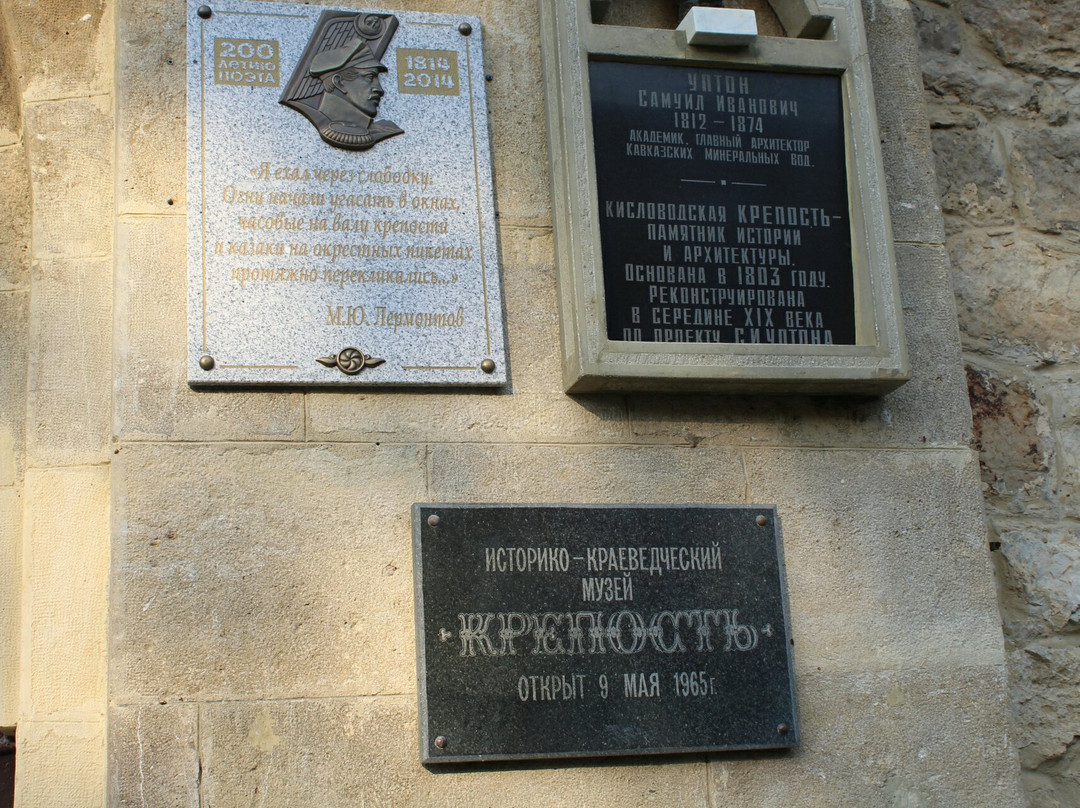 200
ЛЕТИЮ
ПОЭТА
1814
2014
«Я ехал через слободку.
Огни начали угасать в окнах,
часовые на валу крепости
и казаки на окрестных пикетах
протяжно перекликались...»
М.Ю. Лермонтов
УПТОН
САМУИЛ ИВАНОВИЧ
1812 – 1874
АКАДЕМИК, ГЛАВНЫЙ АРХИТЕКТОР
КАВКАЗСКИХ МИНЕРАЛЬНЫХ ВОД.
КИСЛОВОДСКАЯ КРЕПОСТЬ–
ПАМЯТНИК ИСТОРИИ
И АРХИТЕКТУРЫ.
ОСНОВАНА В 1803 ГОДУ.
РЕКОНСТРУИРОВАНА
В СЕРЕДИНЕ XIX ВЕКА
ПО ПРОЕКТУ С.И.УПТОНА
ИСТОРИКО – КРАЕВЕДЧЕСКИЙ
МУЗЕЙ
КРЕПОСТЬ
ОТКРЫТ 9 МАЯ 1965г.